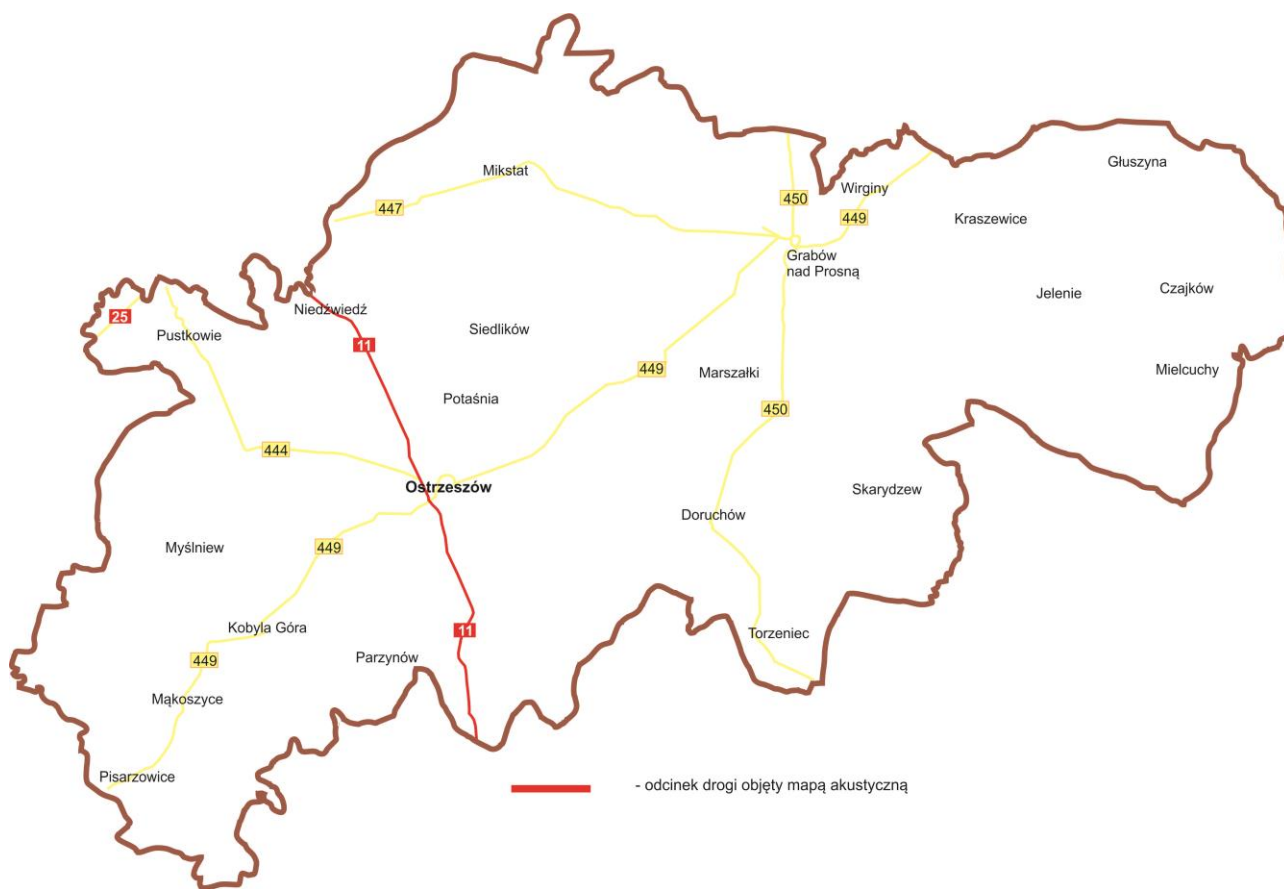 Głuszyna
Mikstat
Wirginy
450
447
449
Kraszewice
Grabów
nad Prosną
Czajków
Jelenie
Niedźwiedź
25
Siedlików
Pustkowie
11
449
Marszałki
Mielcuchy
Potaśnia
450
444
Ostrzeszów
Skarydzew
Doruchów
Myślniew
449
Kobyla Góra
11
Torzeniec
Parzynów
449
Mąkoszyce
Pisarzowice
- odcinek drogi objęty mapą akustyczną